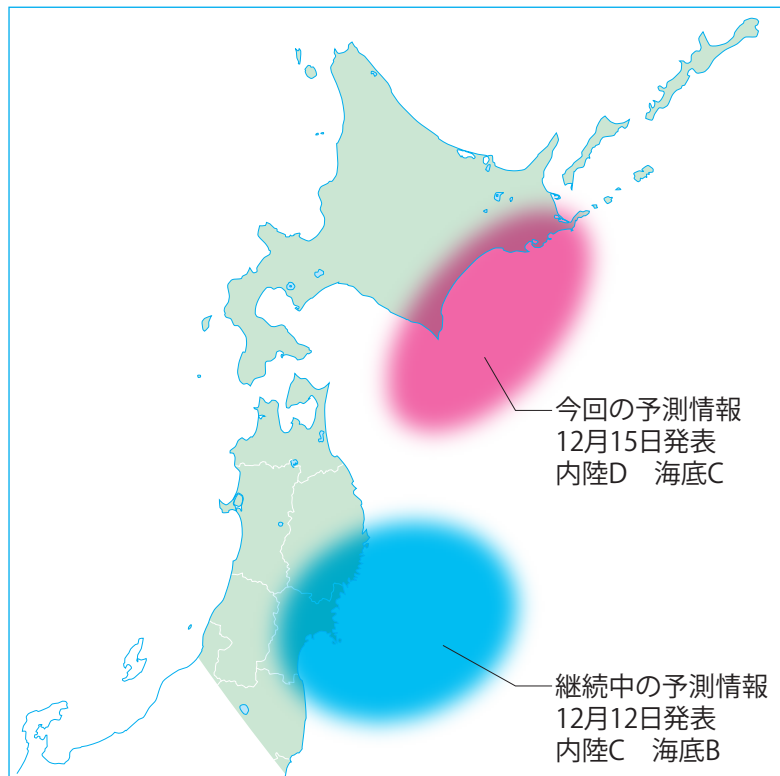 今回の予測情報
12月15日発表
内陸D　海底C
継続中の予測情報
12月12日発表
内陸C　海底B